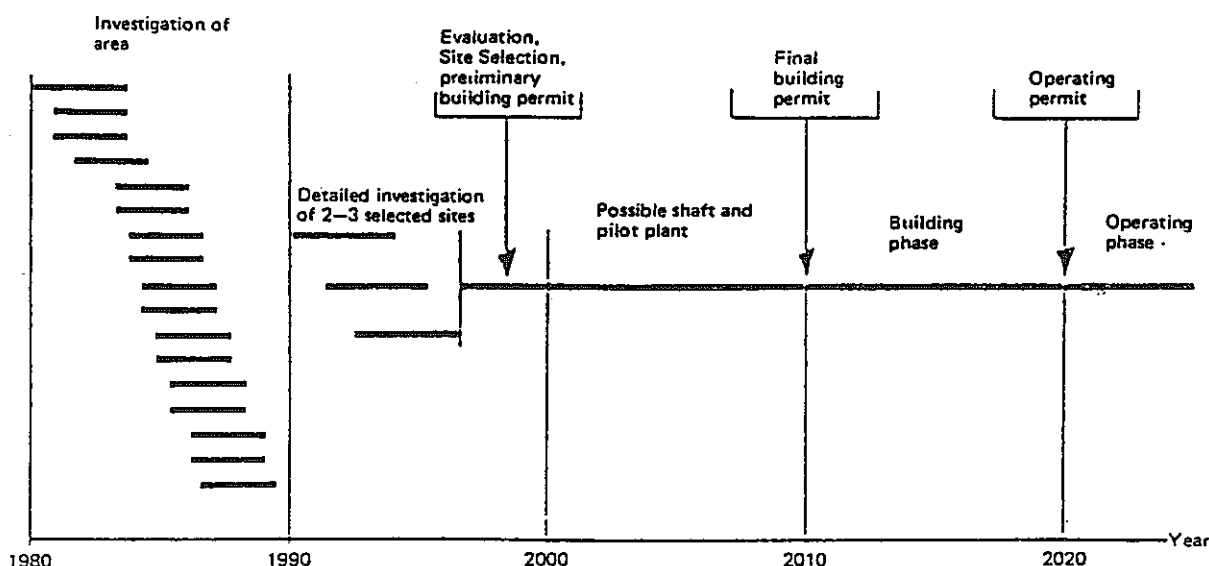 Investigation of
area
Evaluation,
Site Selection,
preliminary
building permit
Final
building
permit
Operating
permit
Detailed investigation
of 2—3 selected sites
Possible shaft and
pilot plant
Building
phase
Operating
phase
Year
1980
1990
2000
2010
2020